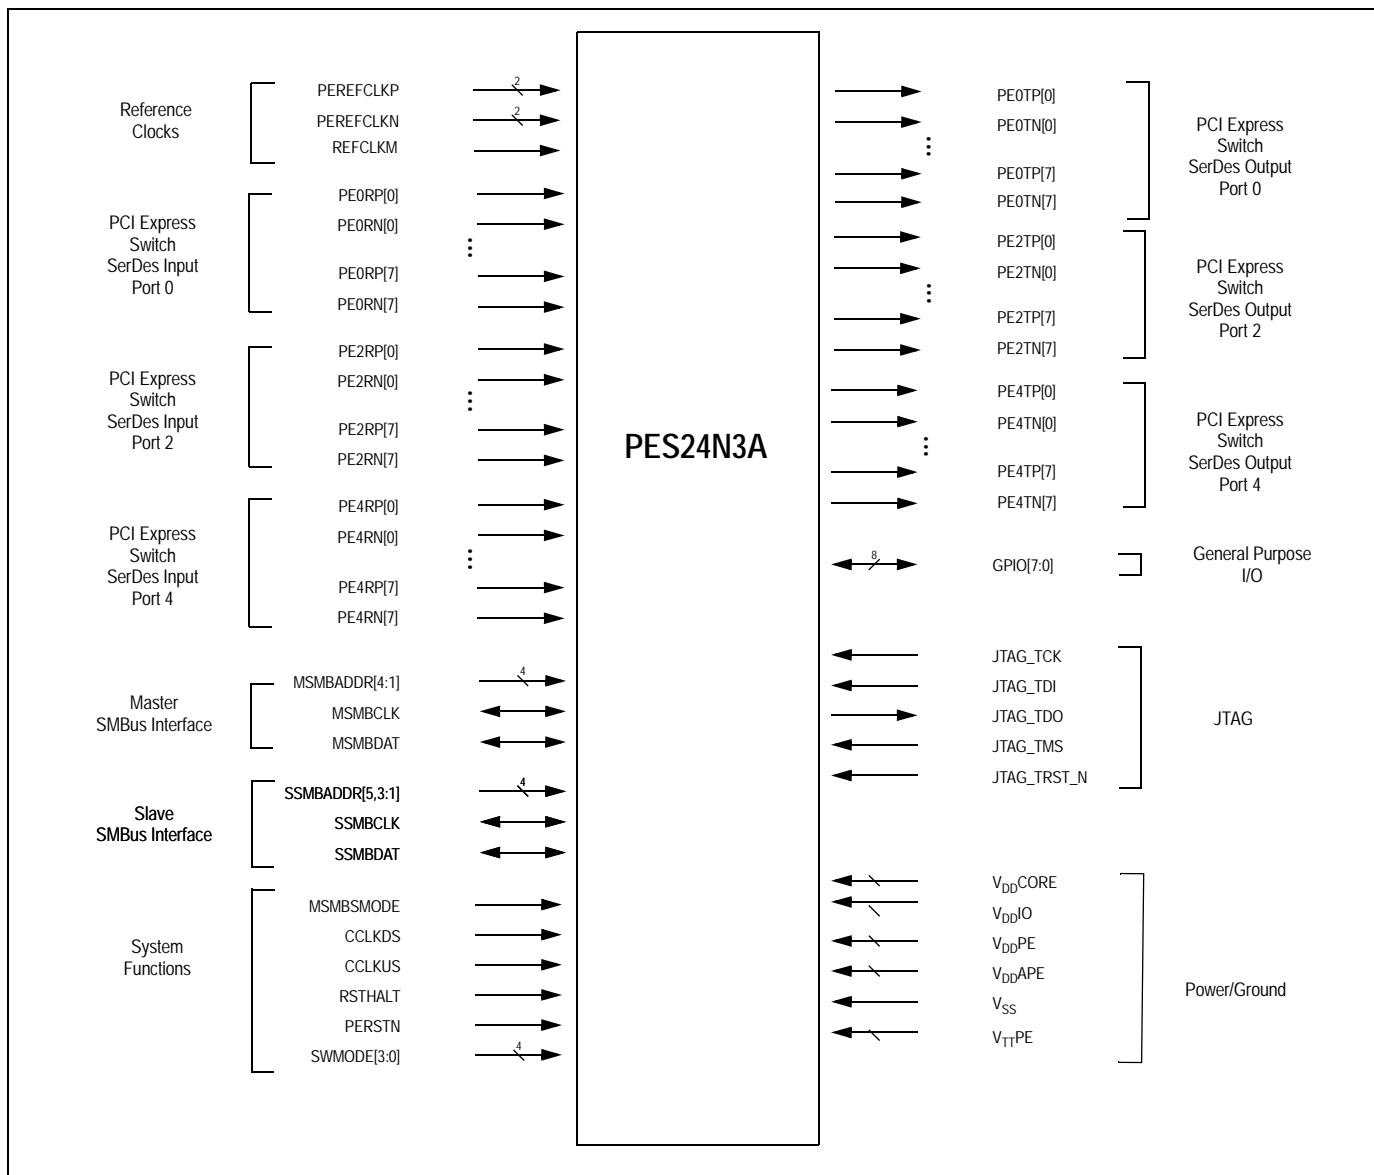 Reference
Clocks
PEREFCLKP
2
PEREFCLKN
2
REFCLKM
PCI Express
Switch
SerDes Input
Port 0
PE0RP[0]
PE0RN[0]
PE0RP[7]
PE0RN[7]
PCI Express
Switch
SerDes Input
Port 2
PE2RP[0]
PE2RN[0]
PE2RP[7]
PE2RN[7]
PCI Express
Switch
SerDes Input
Port 4
PE4RP[0]
PE4RN[0]
PE4RP[7]
PE4RN[7]
Master
SMBus Interface
MSMBADDR[4:1]
4
MSMBCLK
MSMBDAT
Slave
SMBus Interface
SSMBADDR[5,3:1]
4
SSMBCLK
SSMBDAT
System
Functions
MSMBSMODE
CCLKDS
CCLKUS
RSTHALT
PERSTN
SWMODE[3:0]
4
PES24N3A
PE0TP[0]
PE0TN[0]
PE0TP[7]
PE0TN[7]
PCI Express
Switch
SerDes Output
Port 0
PE2TP[0]
PE2TN[0]
PE2TP[7]
PE2TN[7]
PCI Express
Switch
SerDes Output
Port 2
PE4TP[0]
PE4TN[0]
PE4TP[7]
PE4TN[7]
PCI Express
Switch
SerDes Output
Port 4
8
GPIO[7:0]
General Purpose
I/O
JTAG_TCK
JTAG_TDI
JTAG_TDO
JTAG_TMS
JTAG_TRST_N
JTAG
VDDCORE
VDDIO
VDDPE
VDDAPE
VSS
VTTPE
Power/Ground